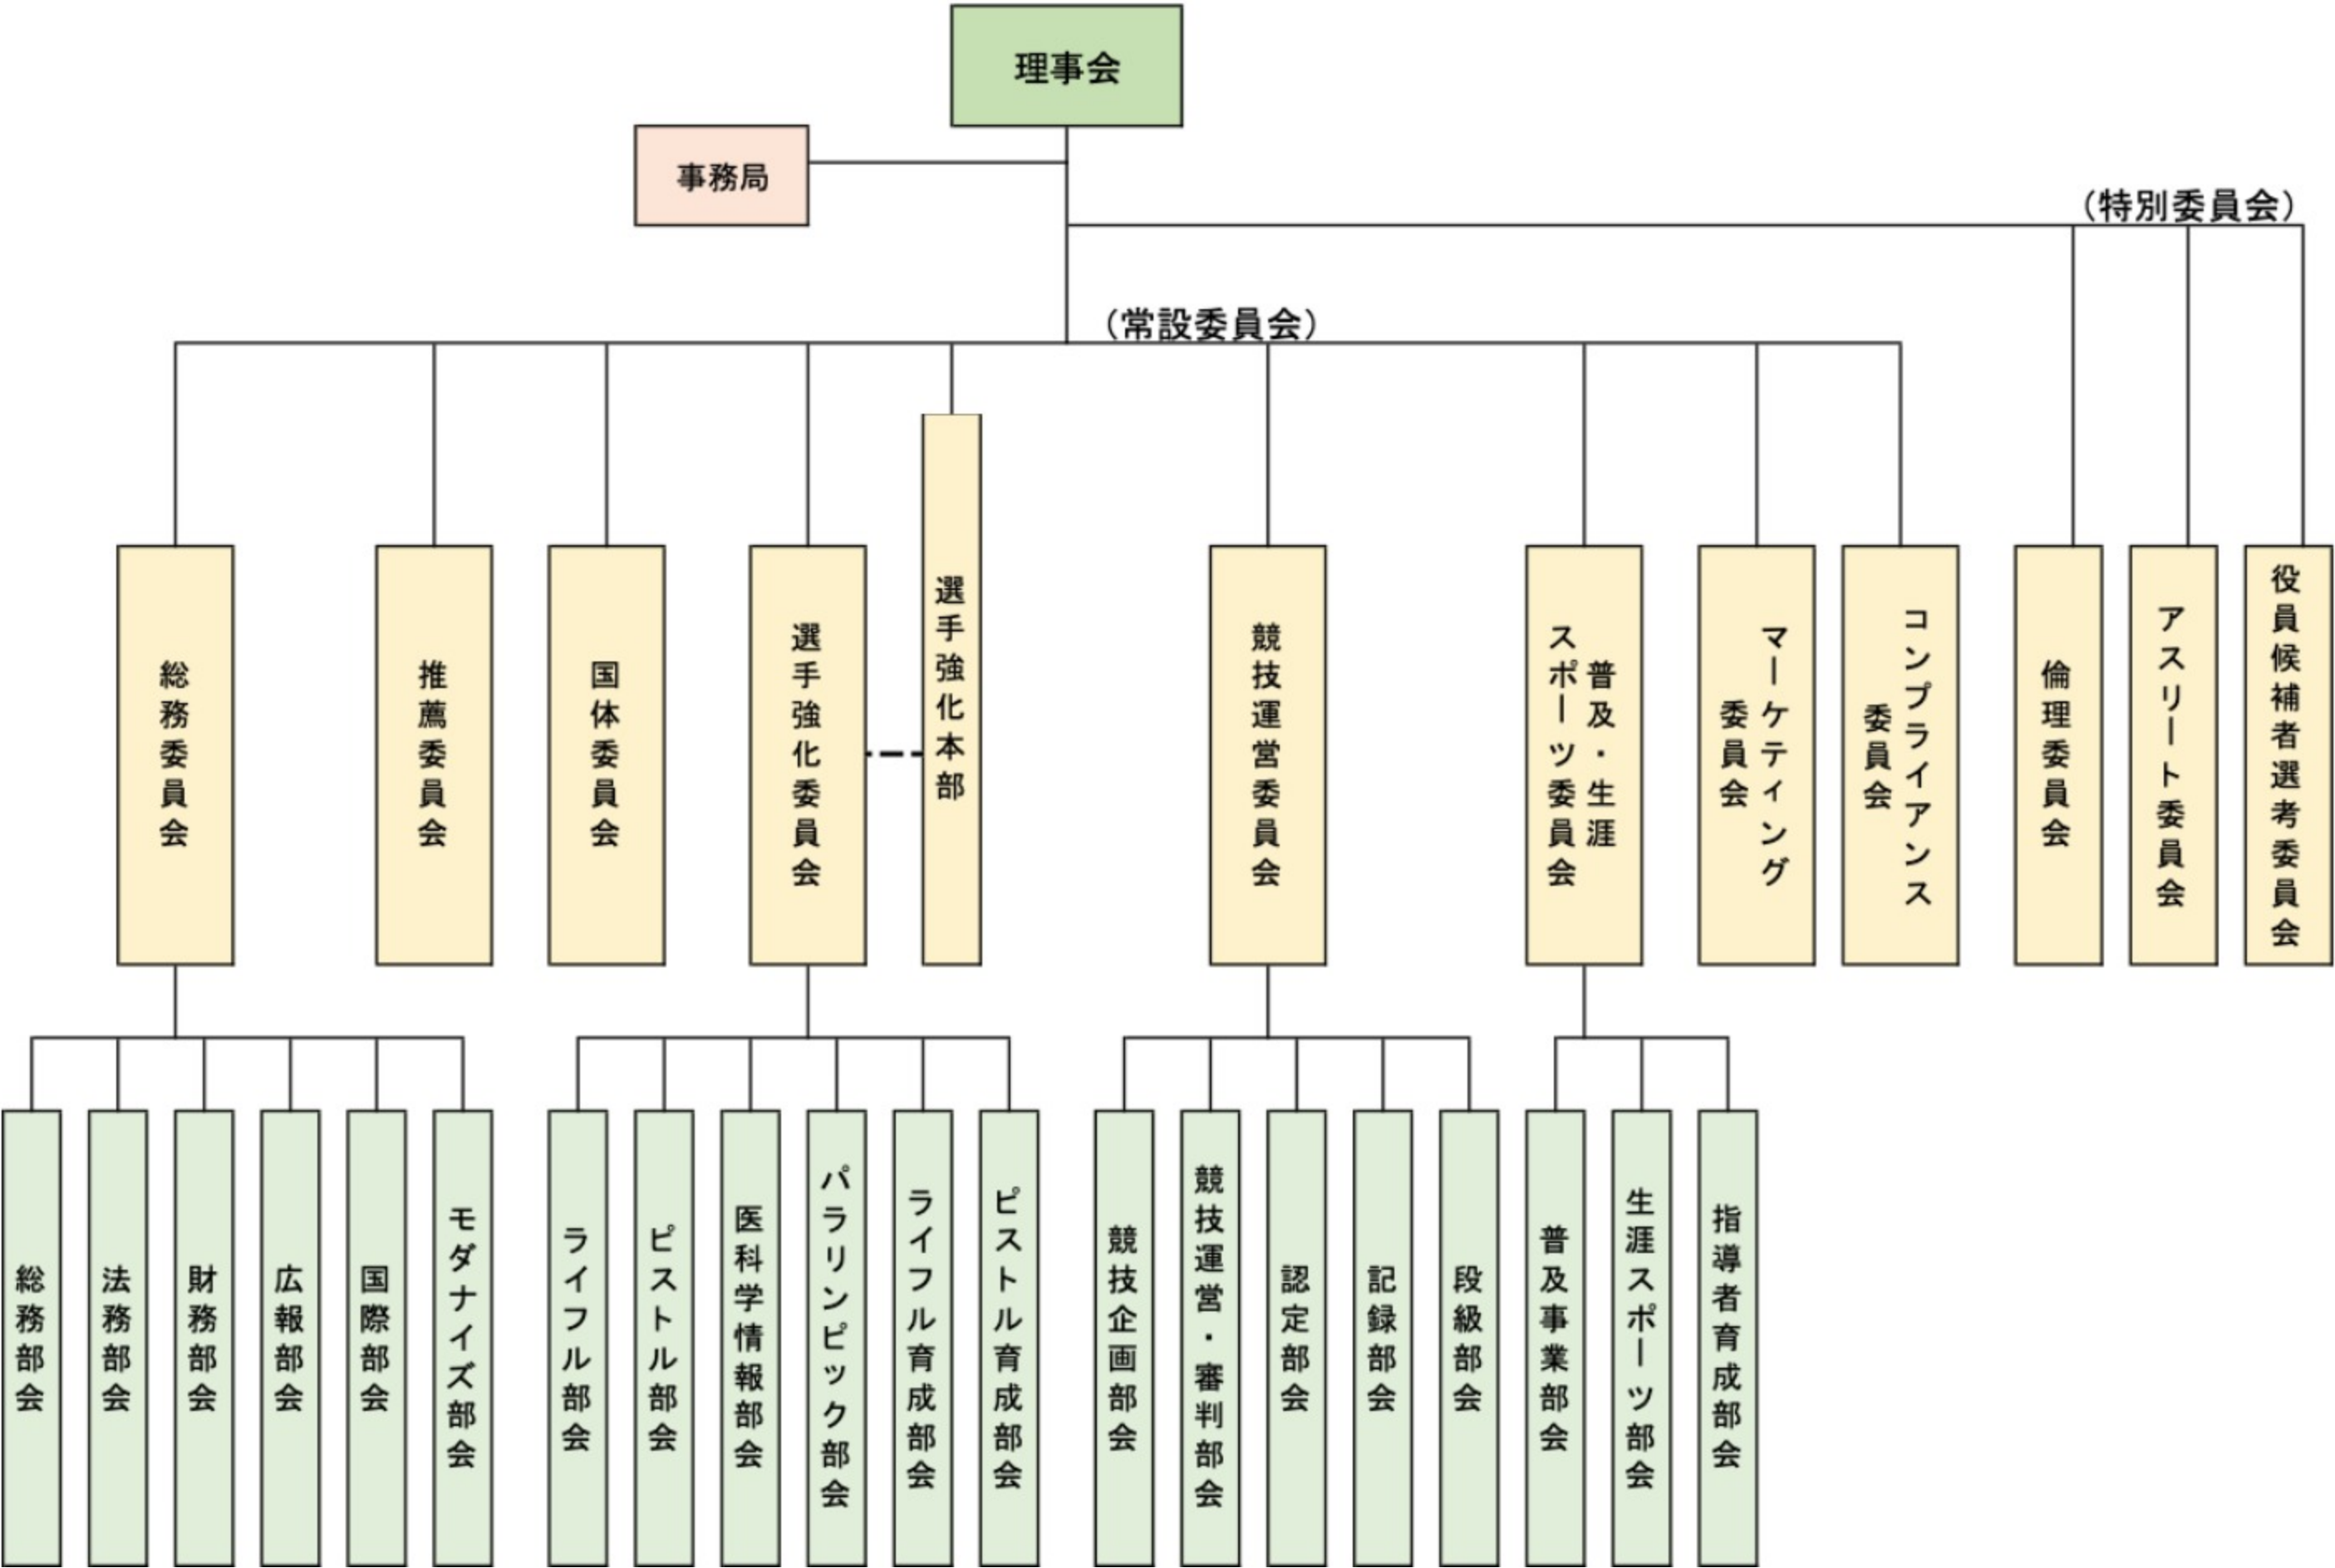 理事会
事務局
（特別委員会）
（常設委員会）
総務委員会
推薦委員会
国体委員会
選手強化委員会
選手強化本部
競技運営委員会
普及・生涯
スポーツ委員会
マーケティング
委員会
コンプライアンス
委員会
倫理委員会
アスリート委員会
役員候補者選考委員会
総務部会
法務部会
財務部会
広報部会
国際部会
モダナイズ部会
ライフル部会
ピストル部会
医科学情報部会
パラリンピック部会
ライフル育成部会
ピストル育成部会
競技企画部会
競技運営・審判部会
認定部会
記録部会
段級部会
普及事業部会
生涯スポーツ部会
指導者育成部会